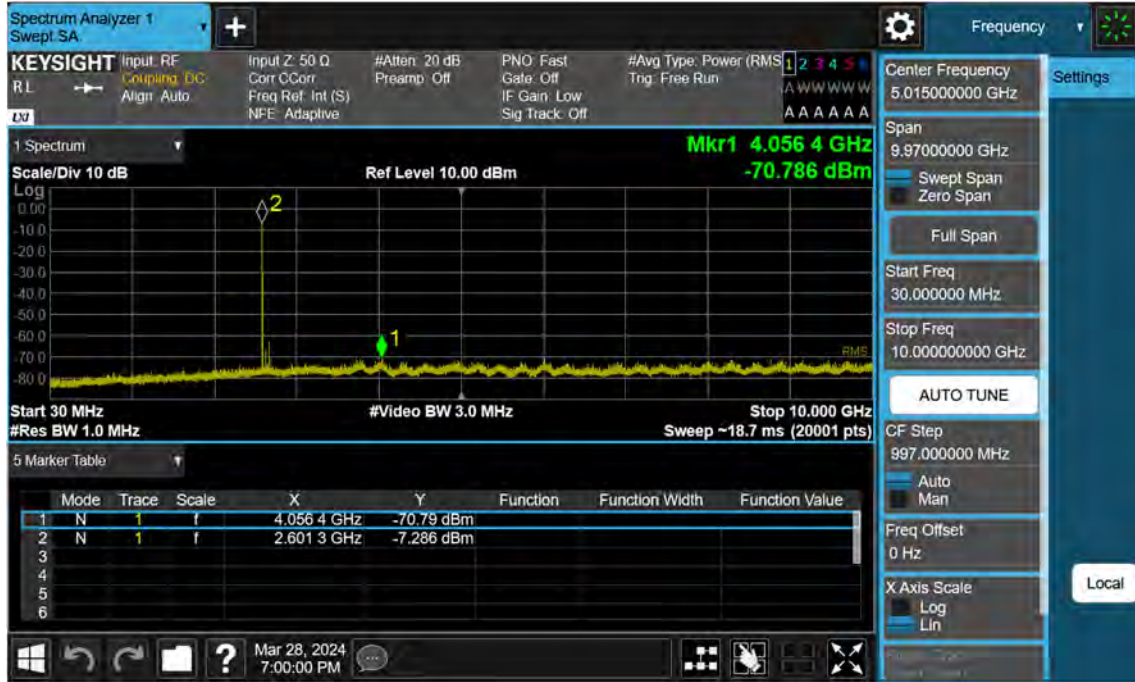 Spectrum Analyzer 1
Swept SA
+
Frequency
KEYSIGHT
RL
LXI
Input: RF
Coupling: DC
Align: Auto
Input Z: 50 Ω
Corr CCorr
Freq Ref: Int (S)
NFE: Adaptive
#Atten: 20 dB
Preamp: Off
PNO: Fast
Gate: Off
IF Gain: Low
Sig Track: Off
#Avg Type: Power (RMS
Trig: Free Run
1 2 3 4 5 6
A W W W W W
A A A A A A
1 Spectrum
Scale/Div 10 dB
Ref Level 10.00 dBm
Mkr1 4.056 4 GHz
-70.786 dBm
Log
0.00
-10.0
-20.0
-30.0
-40.0
-50.0
-60.0
-70.0
-80.0
2
1
RMS
Start 30 MHz
#Video BW 3.0 MHz
Stop 10.000 GHz
#Res BW 1.0 MHz
Sweep ~18.7 ms (20001 pts)
5 Marker Table
Mode Trace Scale X Y Function Function Width Function Value
1 N 1 f 4.056 4 GHz -70.79 dBm
2 N 1 f 2.601 3 GHz -7.286 dBm
3
4
5
6
?
Mar 28, 2024
7:00:00 PM
Center Frequency
5.015000000 GHz
Settings
Span
9.97000000 GHz
Swept Span
Zero Span
Full Span
Start Freq
30.000000 MHz
Stop Freq
10.000000000 GHz
AUTO TUNE
CF Step
997.000000 MHz
Auto
Man
Freq Offset
0 Hz
X Axis Scale
Log
Lin
Local